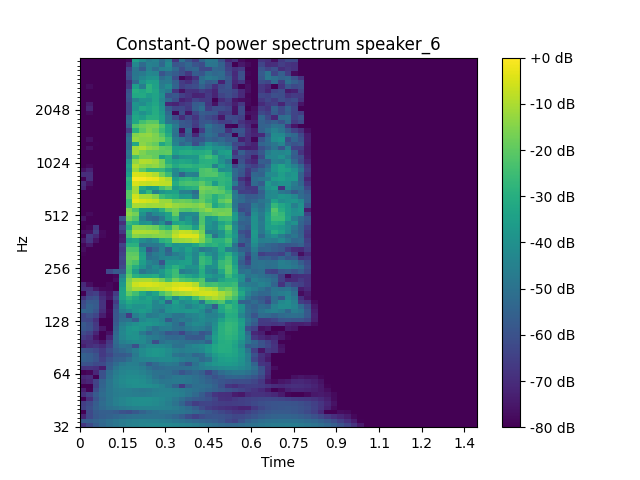 Constant-Q power spectrum speaker_6
Hz
2048
1024
512
256
128
64
32
0 0.15 0.3 0.45 0.6 0.75 0.9 1.1 1.2 1.4
Time
+0 dB
-10 dB
-20 dB
-30 dB
-40 dB
-50 dB
-60 dB
-70 dB
-80 dB